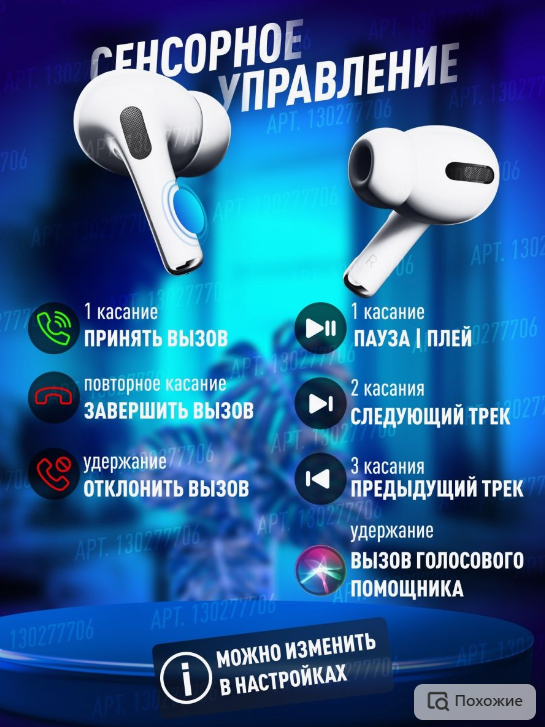 СЕНСОРНОЕ
УПРАВЛЕНИЕ
R
1 касание
ПРИНЯТЬ ВЫЗОВ
повторное касание
ЗАВЕРШИТЬ ВЫЗОВ
удержание
ОТКЛОНИТЬ ВЫЗОВ
1 касание
ПАУЗА | ПЛЕЙ
2 касания
СЛЕДУЮЩИЙ ТРЕК
3 касания
ПРЕДЫДУЩИЙ ТРЕК
удержание
ВЫЗОВ ГОЛОСОВОГО
ПОМОЩНИКА
i
МОЖНО ИЗМЕНИТЬ
В НАСТРОЙКАХ
АРТ. 130277706
Похожие